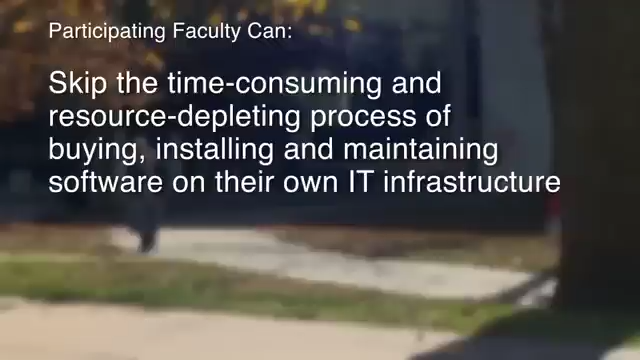 Participating Faculty Can:
Skip the time-consuming and
resource-depleting process of
buying, installing and maintaining
software on their own IT infrastructure